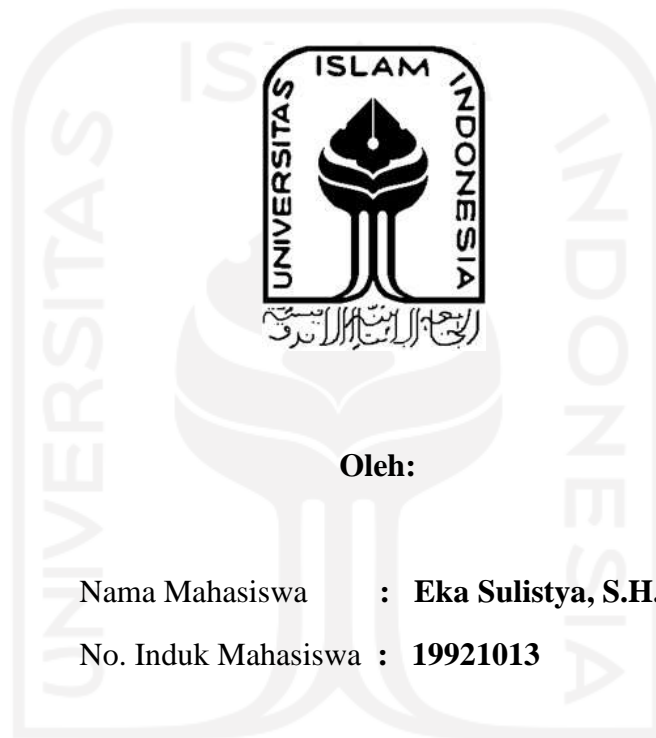 UNIVERSITAS ISLAM INDONESIA
Oleh:
Nama Mahasiswa : Eka Sulistya, S.H.
No. Induk Mahasiswa : 19921013